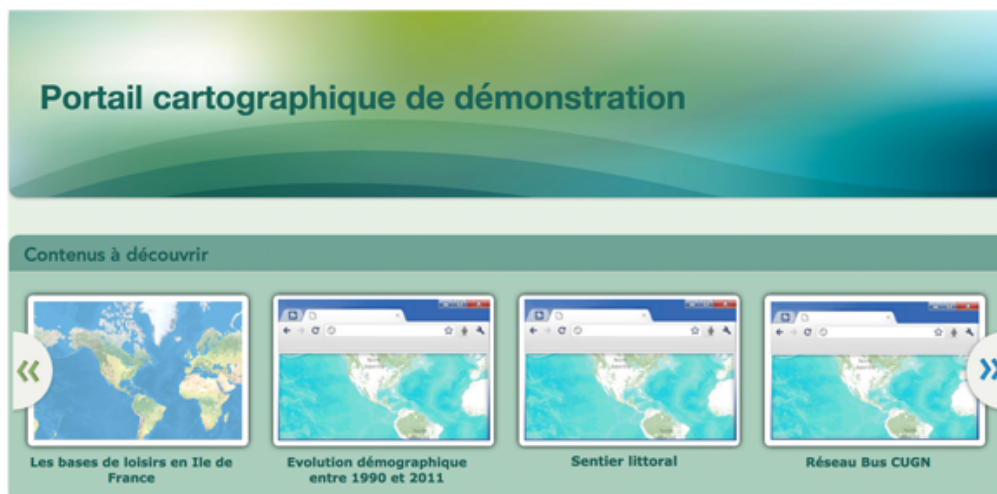 Portail cartographique de démonstration
Contenus à découvrir
Les bases de loisirs en Ile de
France
Evolution démographique
entre 1990 et 2011
Sentier littoral
Réseau Bus CUGN